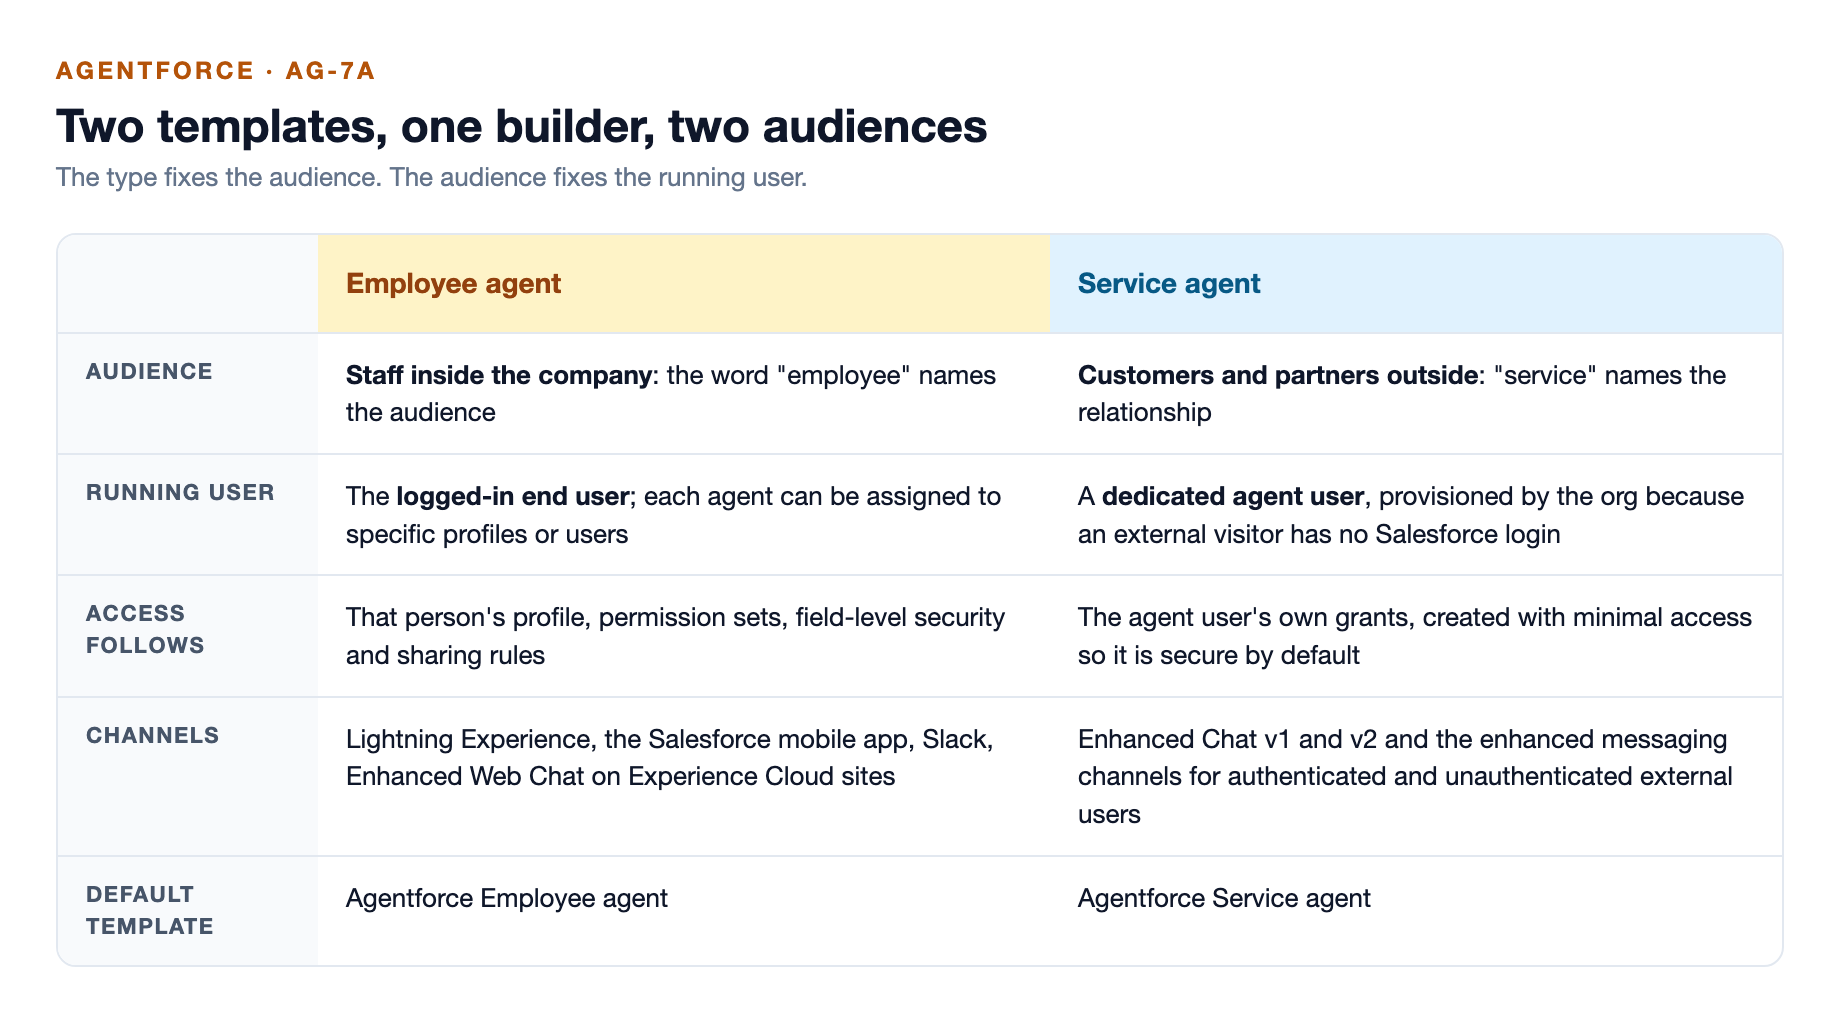 AGENTFORCE · AG-7A
Two templates, one builder, two audiences
The type fixes the audience. The audience fixes the running user.
Employee agent
Service agent
AUDIENCE
Staff inside the company: the word "employee" names
the audience
Customers and partners outside: "service" names the
relationship
RUNNING USER
The logged-in end user; each agent can be assigned to
specific profiles or users
A dedicated agent user, provisioned by the org because
an external visitor has no Salesforce login
ACCESS
FOLLOWS
That person's profile, permission sets, field-level security
and sharing rules
The agent user's own grants, created with minimal access
so it is secure by default
CHANNELS
Lightning Experience, the Salesforce mobile app, Slack,
Enhanced Web Chat on Experience Cloud sites
Enhanced Chat v1 and v2 and the enhanced messaging
channels for authenticated and unauthenticated external
users
DEFAULT
TEMPLATE
Agentforce Employee agent
Agentforce Service agent